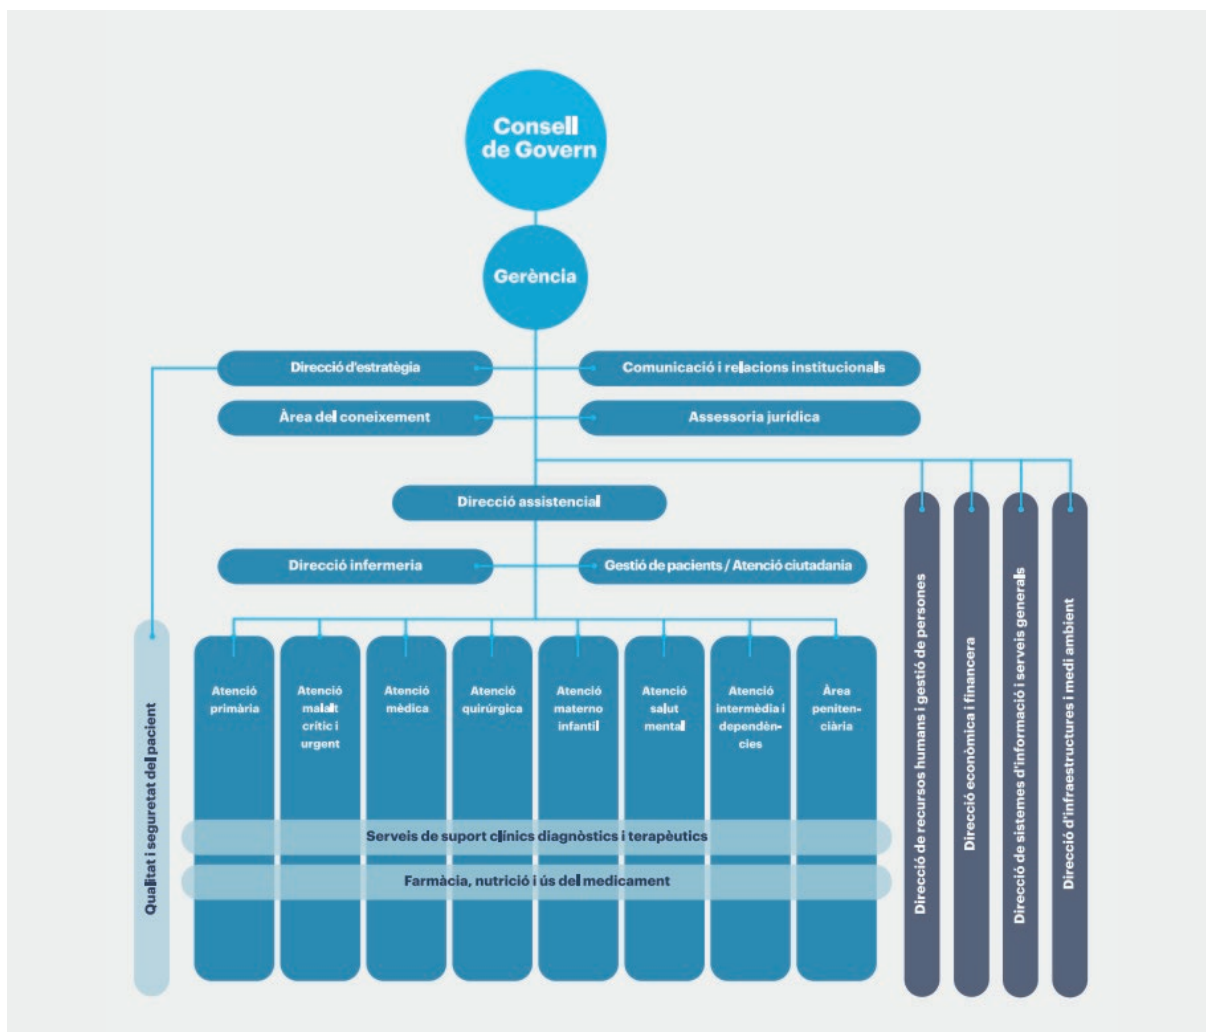 Consell
de Govern
Gerència
Direcció d'estratègia
Comunicació i relacions institucionals
Àrea del coneixement
Assessoria jurídica
Direcció assistencial
Direcció infermeria
Gestió de pacients / Atenció ciutadania
Qualitat i seguretat del pacient
Atenció
primària
Atenció
malalt
crític i
urgent
Atenció
mèdica
Atenció
quirúrgica
Atenció
materno
infantil
Atenció
salut
mental
Atenció
intermèdia i
dependèn-
cies
Àrea
peniten-
ciària
Serveis de suport clínics diagnòstics i terapèutics
Farmàcia, nutrició i ús del medicament
Direcció de recursos humans i gestió de persones
Direcció econòmica i financera
Direcció de sistemes d'informació i serveis generals
Direcció d'infraestructures i medi ambient